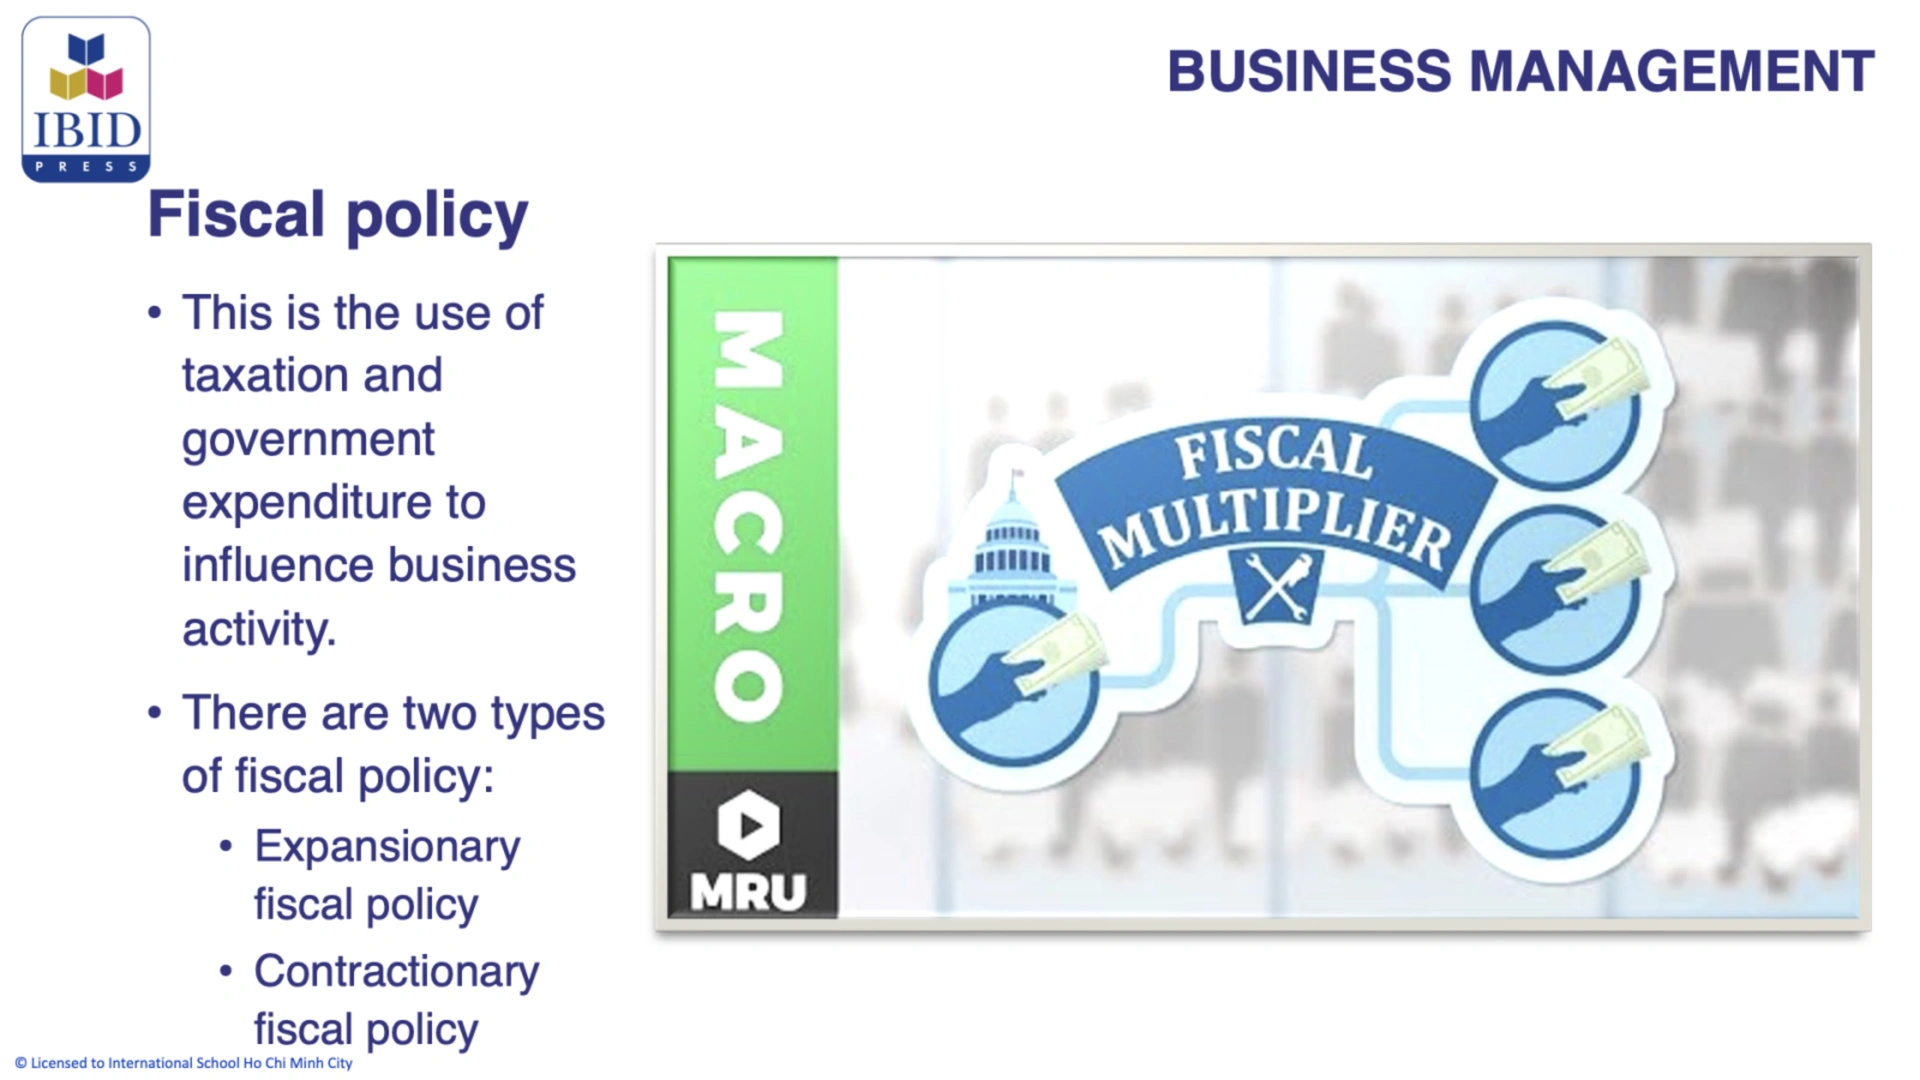 IBID
PRESS
BUSINESS MANAGEMENT
Fiscal policy
• This is the use of
taxation and
government
expenditure to
influence business
activity.
• There are two types
of fiscal policy:
• Expansionary
fiscal policy
• Contractionary
fiscal policy
MACRO
MRU
FISCAL
MULTIPLIER
© Licensed to International School Ho Chi Minh City